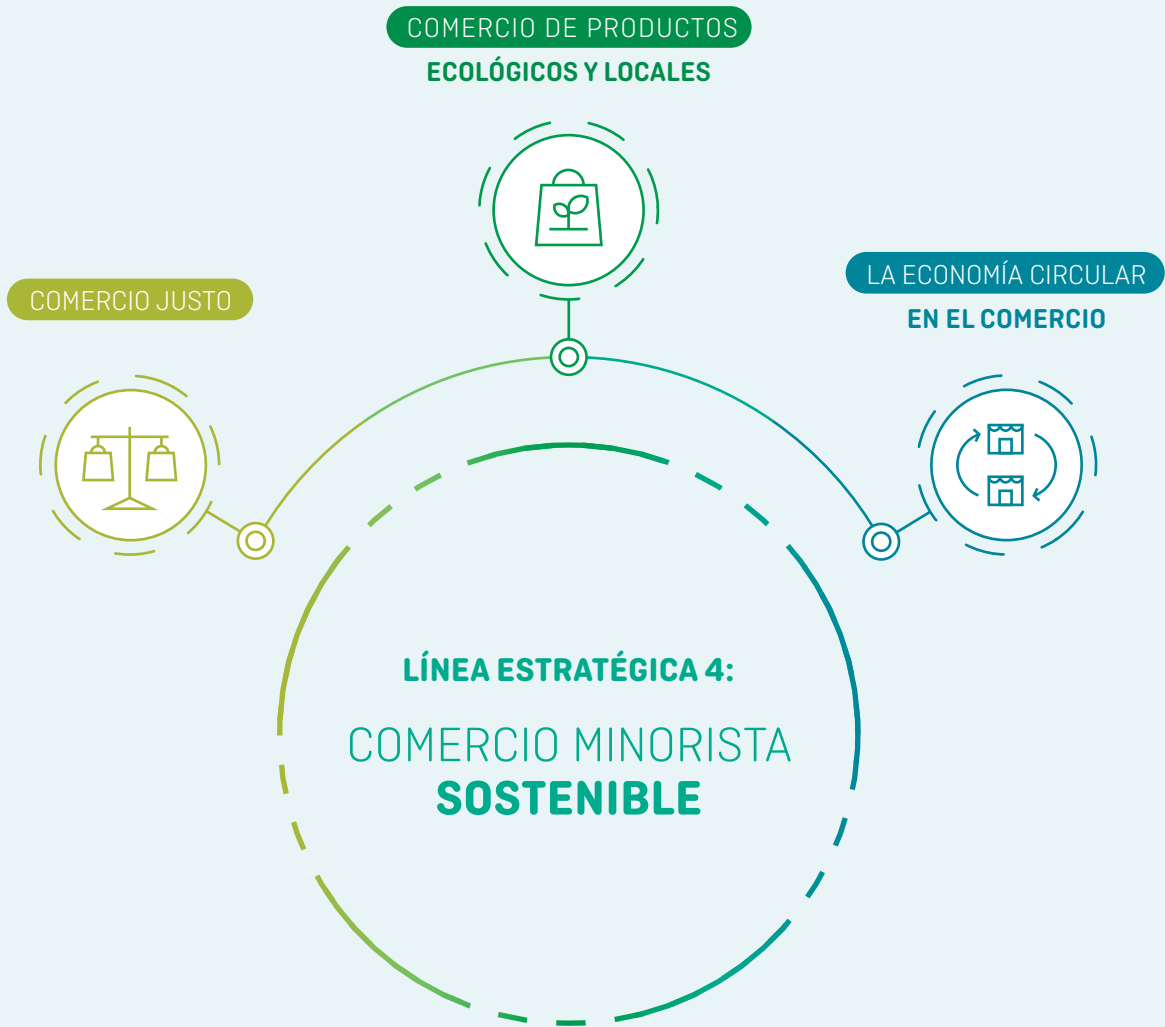 COMERCIO DE PRODUCTOS
ECOLÓGICOS Y LOCALES
COMERCIO JUSTO
LA ECONOMÍA CIRCULAR
EN EL COMERCIO
LÍNEA ESTRATÉGICA 4:
COMERCIO MINORISTA
SOSTENIBLE